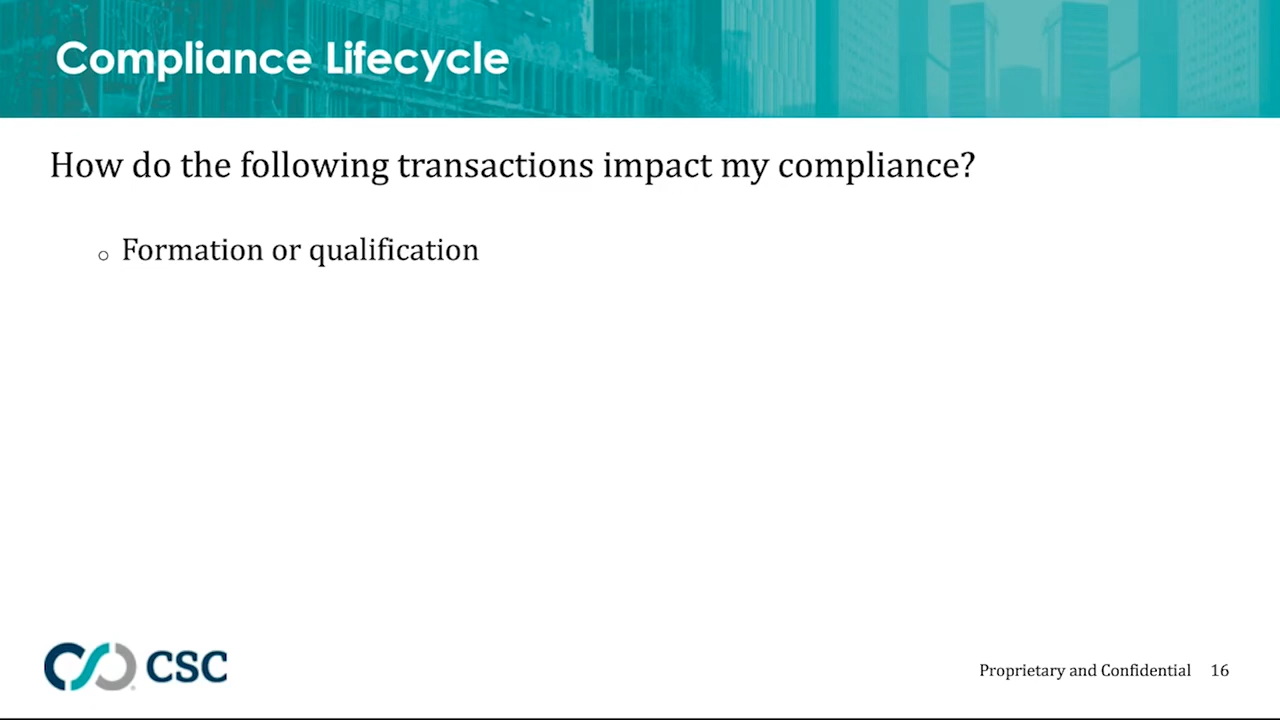 Compliance Lifecycle
How do the following transactions impact my compliance?
○ Formation or qualification
CSC
Proprietary and Confidential 16